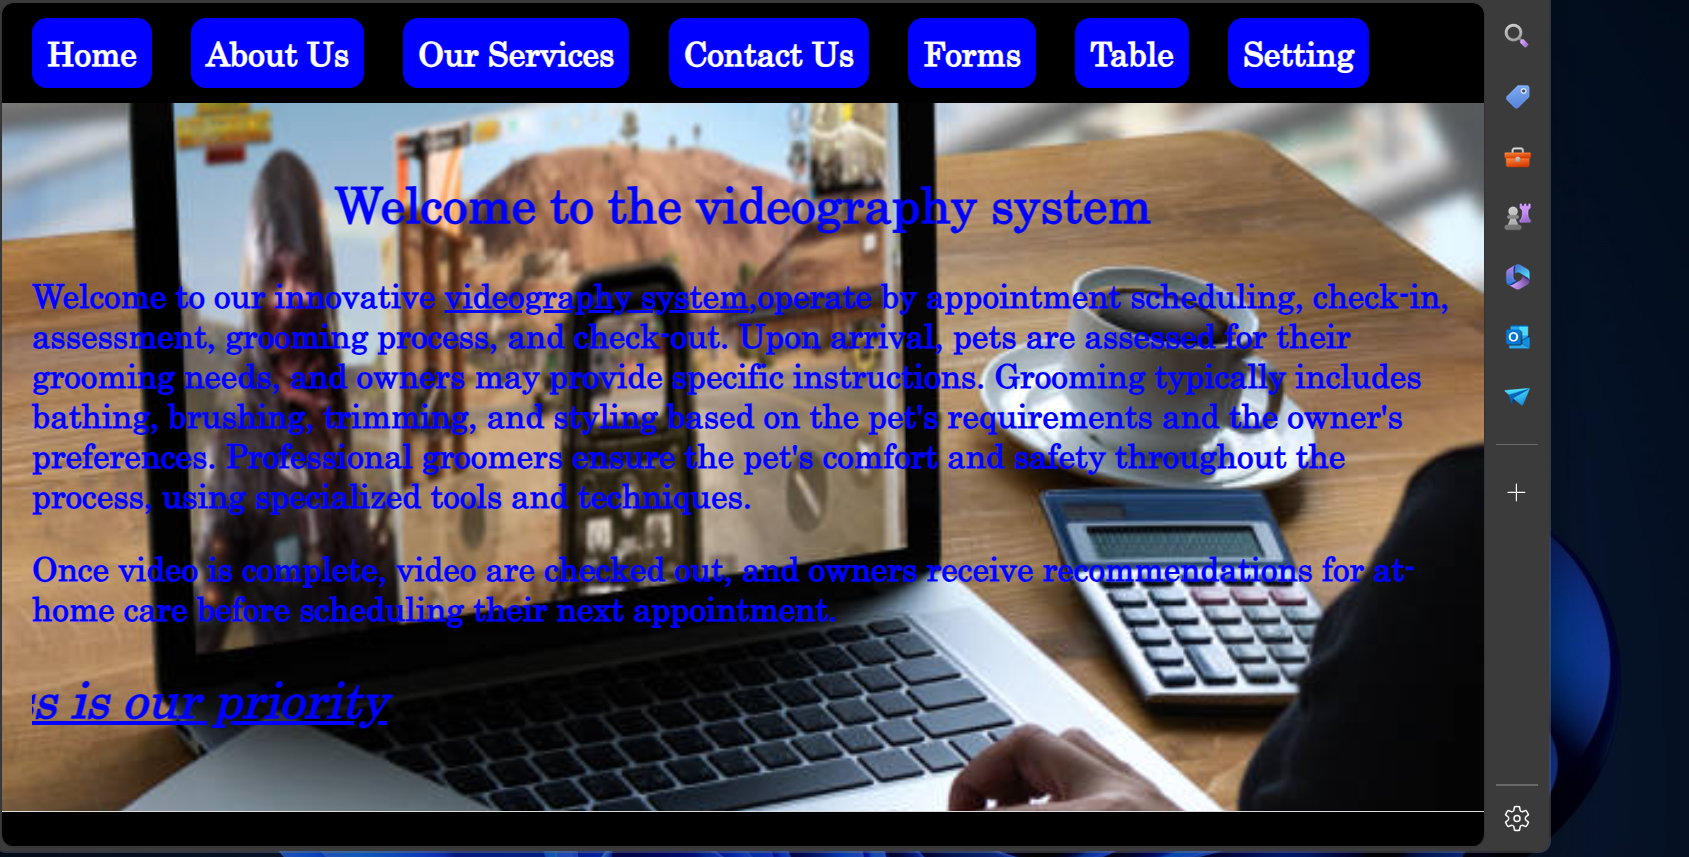 Home About Us Our Services Contact Us Forms Table Setting
Welcome to the videography system
Welcome to our innovative videography system,operate by appointment scheduling, check-in,
assessment, grooming process, and check-out. Upon arrival, pets are assessed for their
grooming needs, and owners may provide specific instructions. Grooming typically includes
bathing, brushing, trimming, and styling based on the pet's requirements and the owner's
preferences. Professional groomers ensure the pet's comfort and safety throughout the
process, using specialized tools and techniques.
Once video is complete, video are checked out, and owners receive recommendations for at-
home care before scheduling their next appointment.
s is our priority